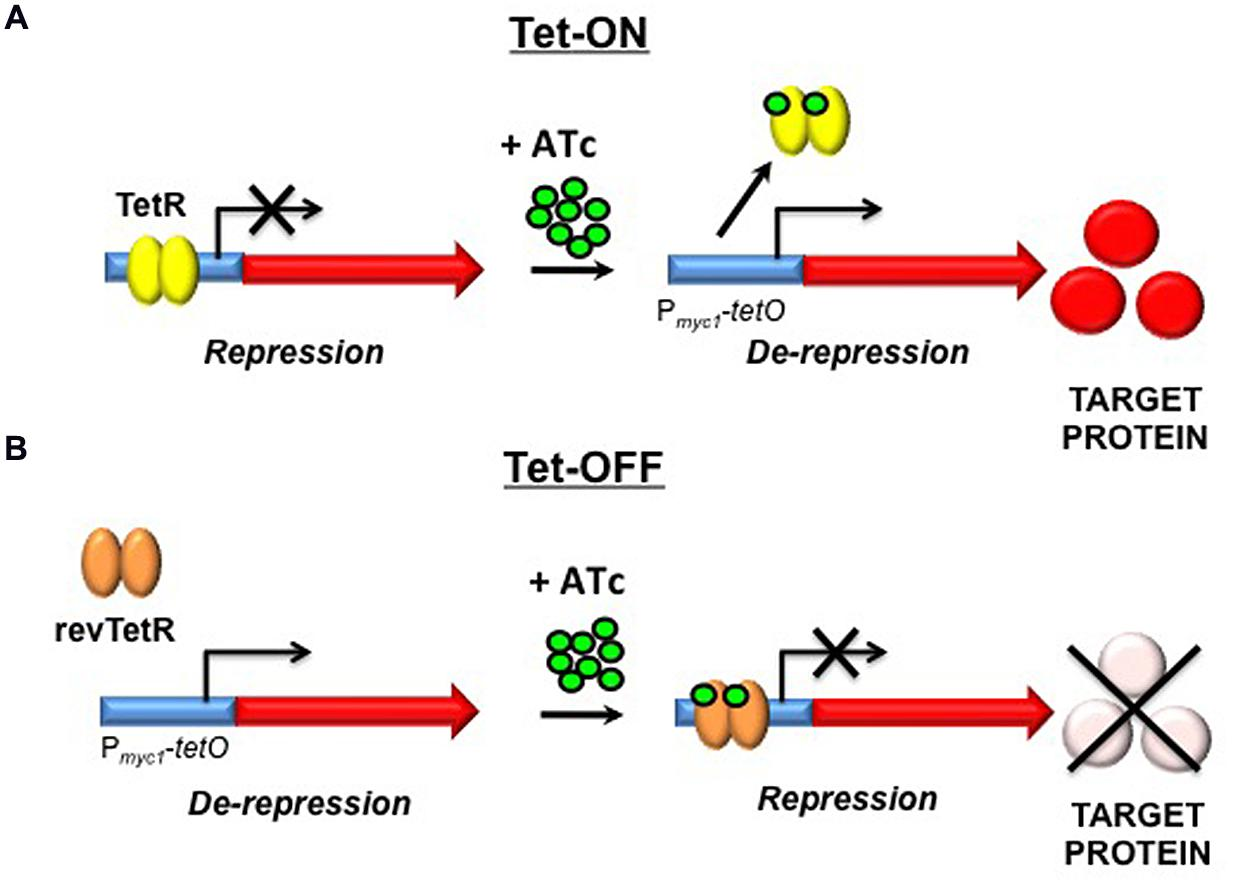 A
Tet-ON
+ ATc
TetR
Pmyc1-tetO
Repression
De-repression
TARGET
PROTEIN
B
Tet-OFF
+ ATc
revTetR
Pmyc1-tetO
De-repression
Repression
TARGET
PROTEIN